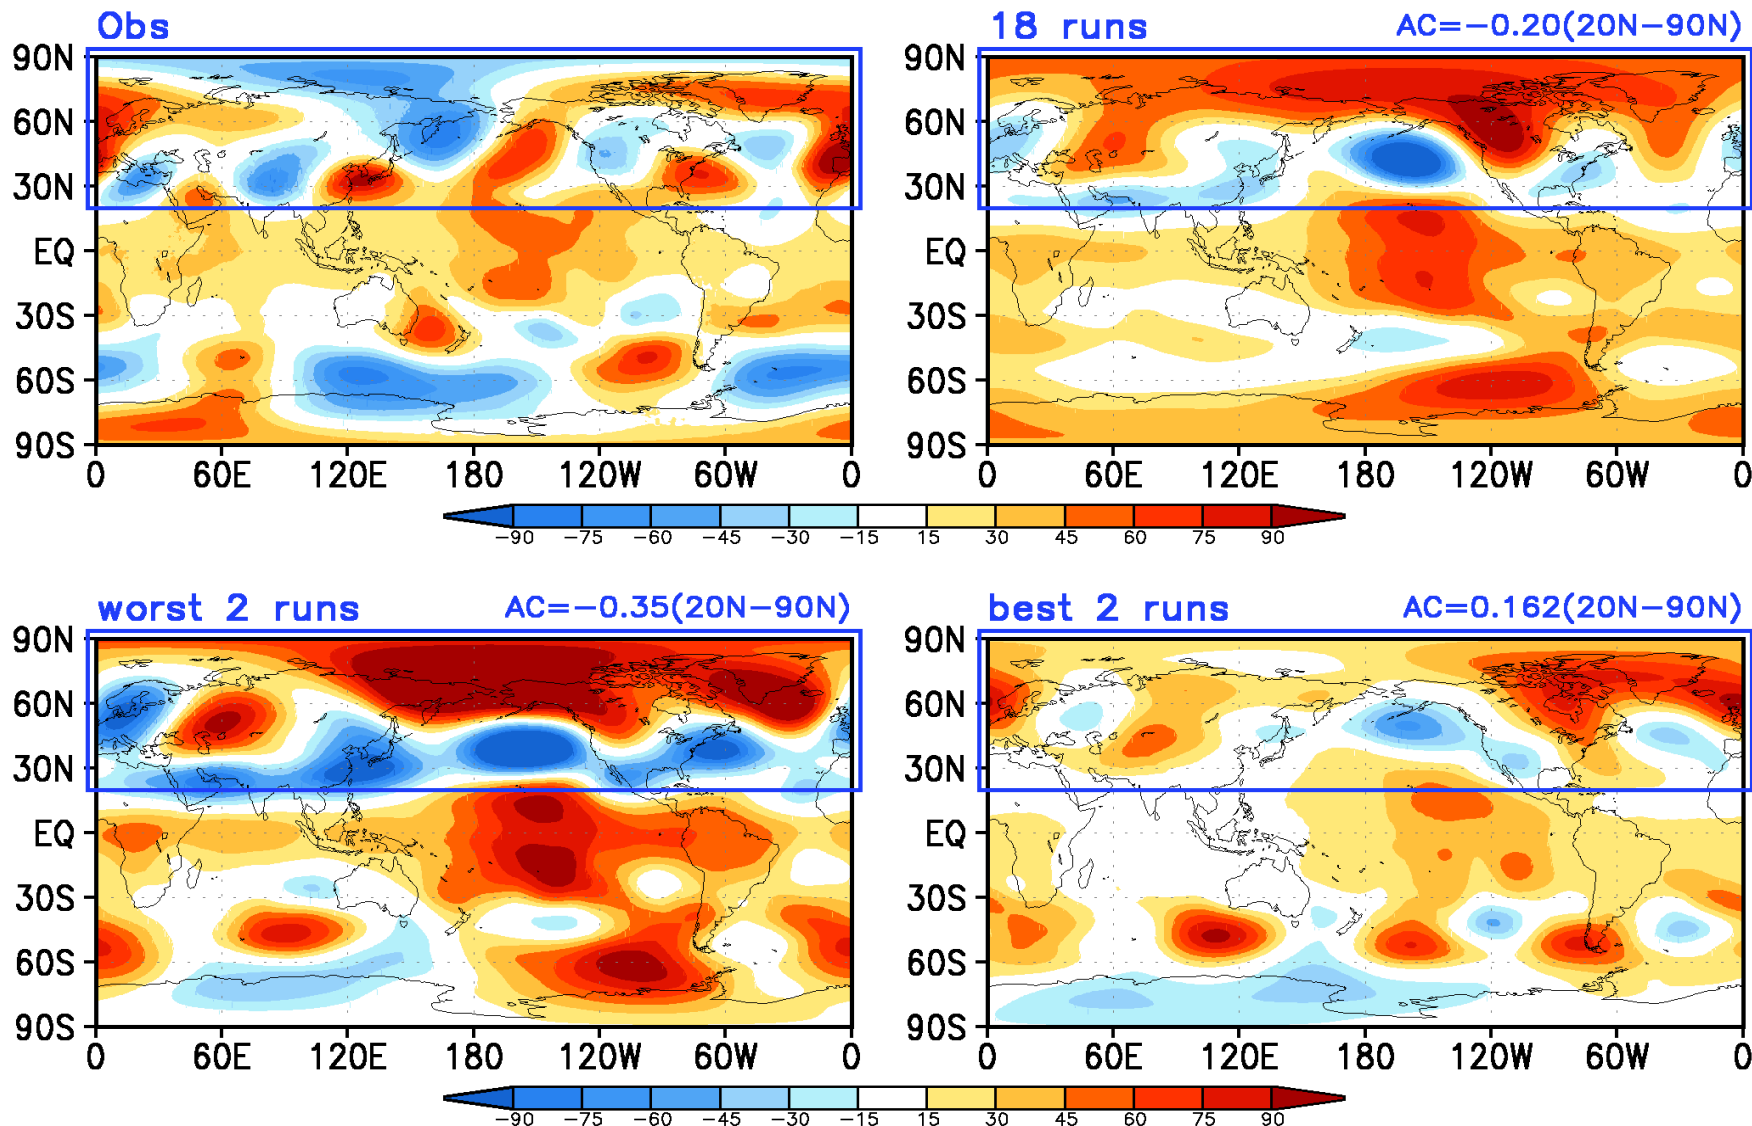 Obs
18 runs AC=−0.20(20N−90N)
90N 90N
60N 60N
30N 30N
EQ EQ
30S 30S
60S 60S
90S 90S
0 60E 120E 180 120W 60W 0 0 60E 120E 180 120W 60W 0
−90 −75 −60 −45 −30 −15 15 30 45 60 75 90
worst 2 runs AC=−0.35(20N−90N)
best 2 runs AC=0.162(20N−90N)
90N 90N
60N 60N
30N 30N
EQ EQ
30S 30S
60S 60S
90S 90S
0 60E 120E 180 120W 60W 0 0 60E 120E 180 120W 60W 0
−90 −75 −60 −45 −30 −15 15 30 45 60 75 90